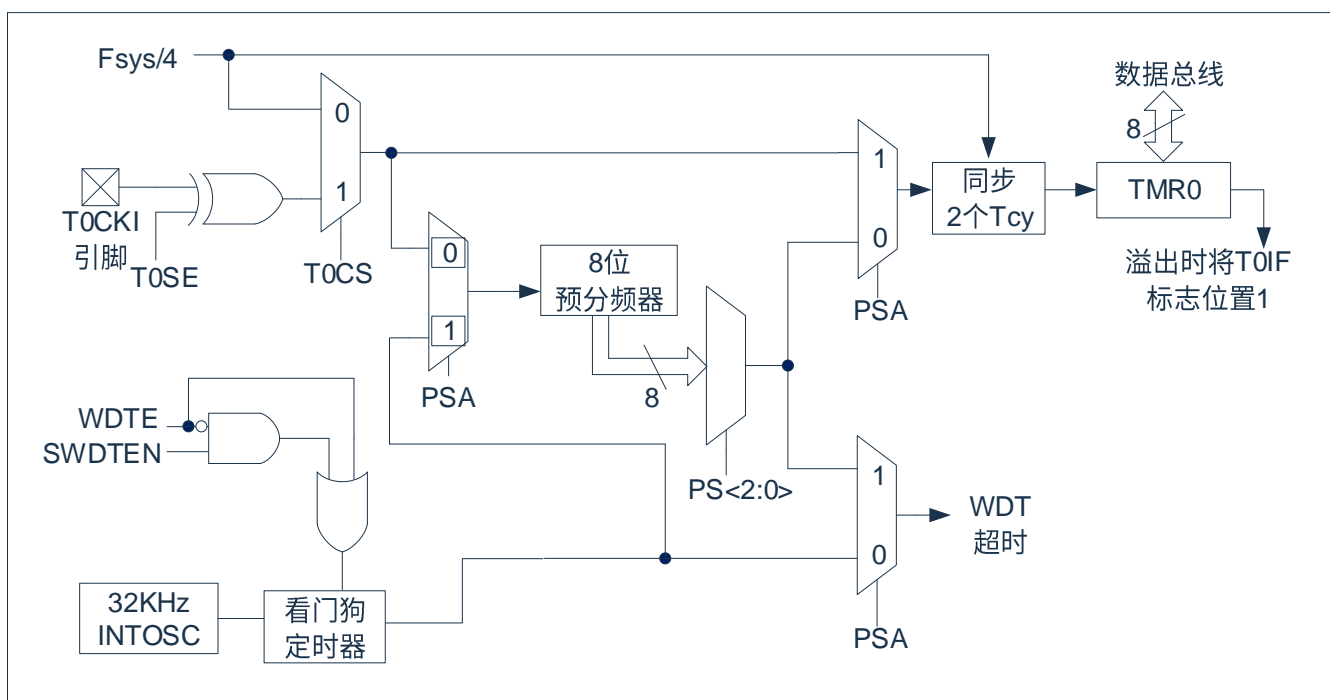 Fsys/4
数据总线
0
8
1
1
同步
2个Tcy
TMR0
T0CKI
引脚
T0SE
T0CS
0
0
8位
预分频器
溢出时将T0IF
标志位置1
PSA
1
8
PSA
WDTE
SWDTEN
PS<2:0>
1
WDT
超时
0
32KHz
INTOSC
看门狗
定时器
PSA